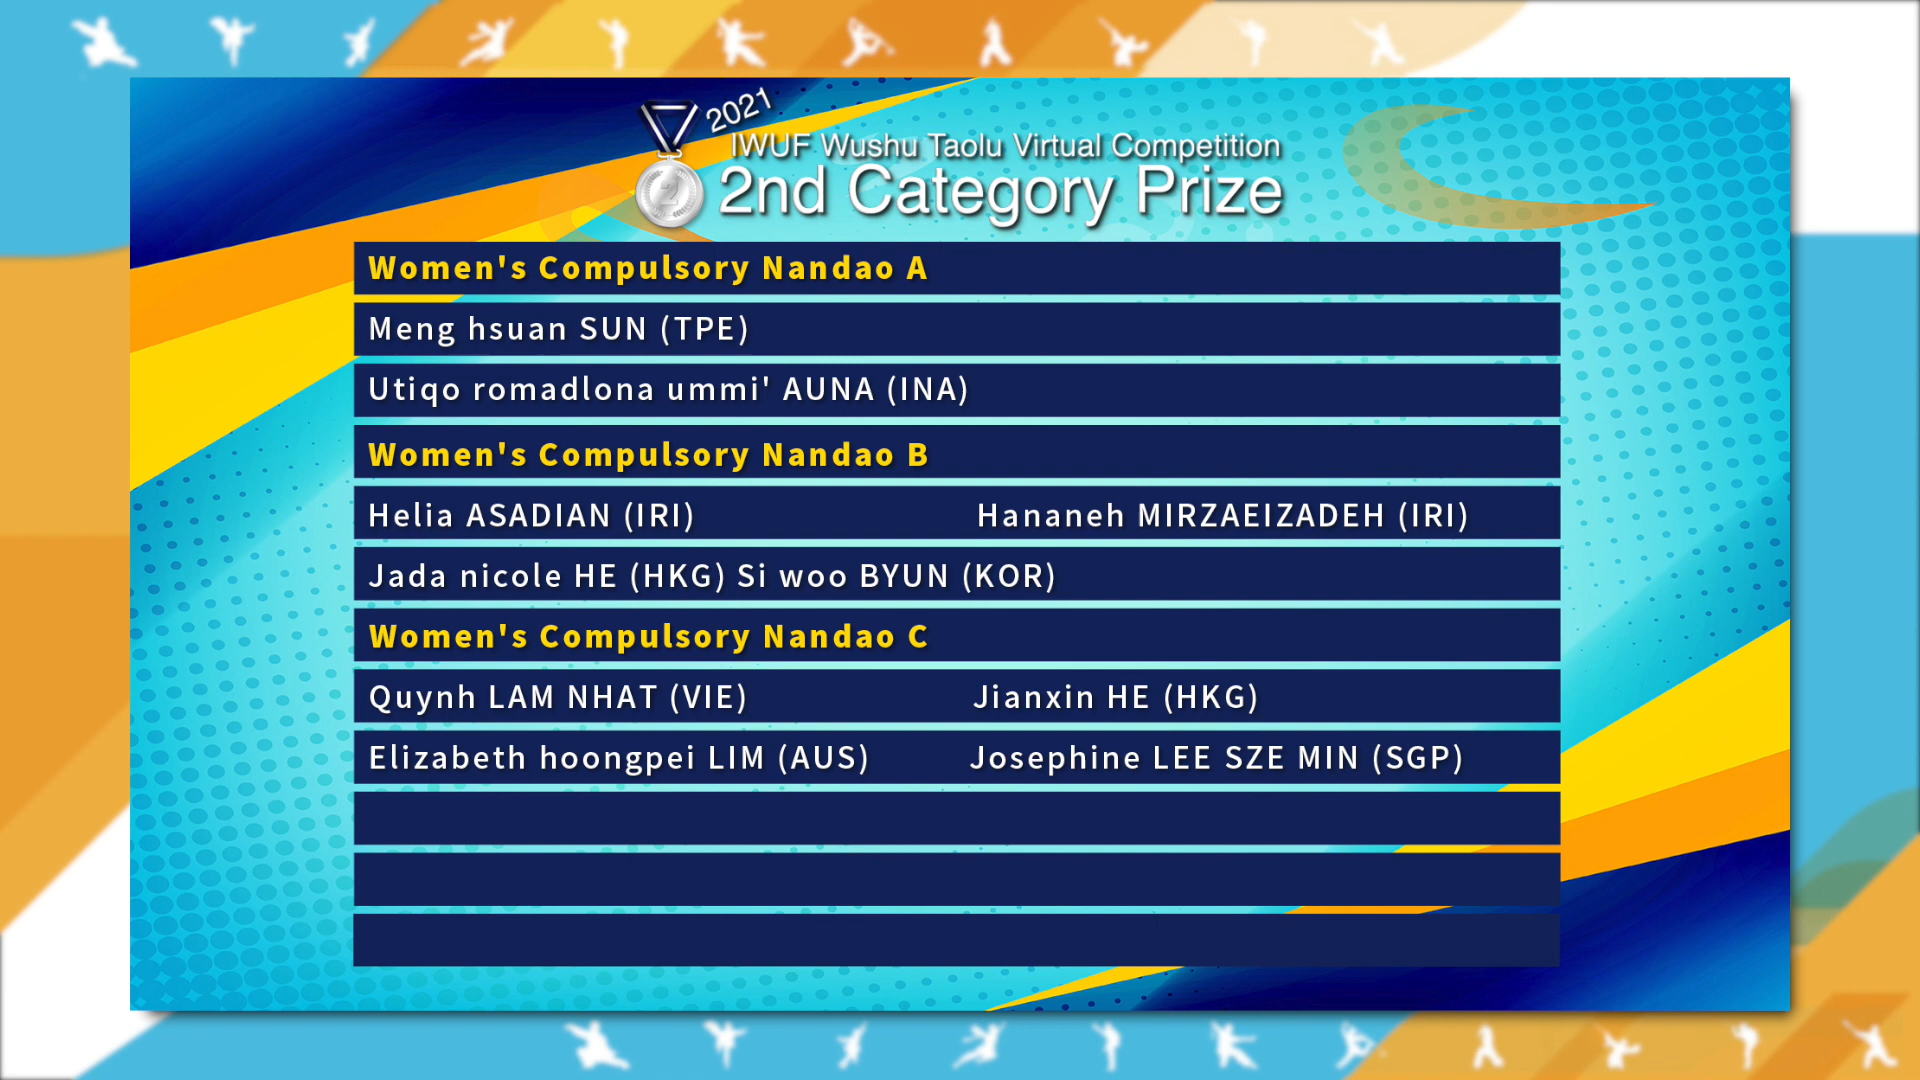 2021
IWUF Wushu Taolu Virtual Competition
2
2nd Category Prize
Women's Compulsory Nandao A
Meng hsuan SUN (TPE)
Utiqo romadlona ummi' AUNA (INA)
Women's Compulsory Nandao B
Helia ASADIAN (IRI) Hananeh MIRZAEIZADEH (IRI)
Jada nicole HE (HKG) Si woo BYUN (KOR)
Women's Compulsory Nandao C
Quynh LAM NHAT (VIE) Jianxin HE (HKG)
Elizabeth hoongpei LIM (AUS) Josephine LEE SZE MIN (SGP)